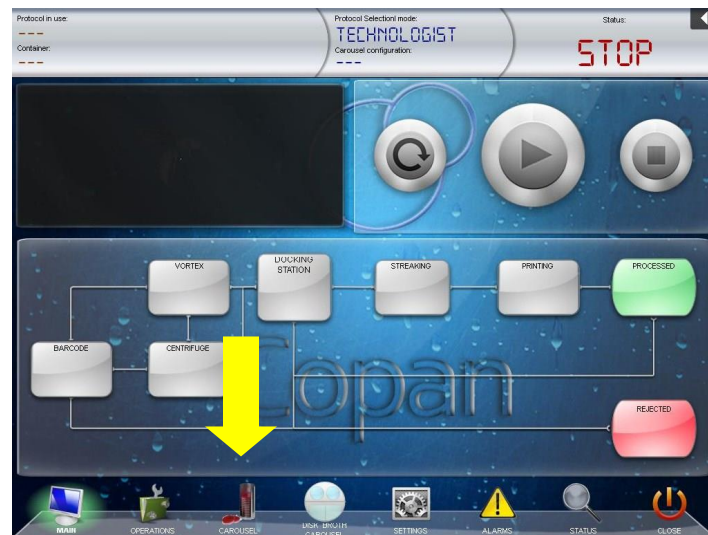 Protocol in use:
---
Container:
---
Protocol Selectionl mode:
TECHNOLOGIST
Carousel configuration:
---
Status:
STOP
VORTEX
DOCKING
STATION
STREAKING
PRINTING
PROCESSED
BARCODE
CENTRIFUGE
Copan
REJECTED
MAIN
OPERATIONS
CAROUSEL
DISK BROTH
CAROUSEL
SETTINGS
ALARMS
STATUS
CLOSE